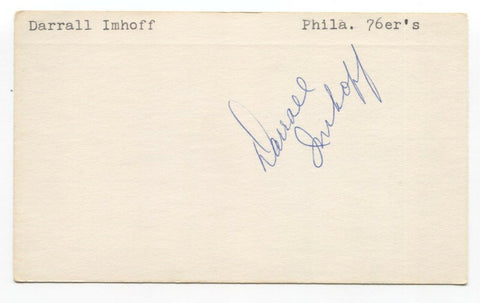 Darrall Imhoff Phila. 76er's
Darrall
Imhoff